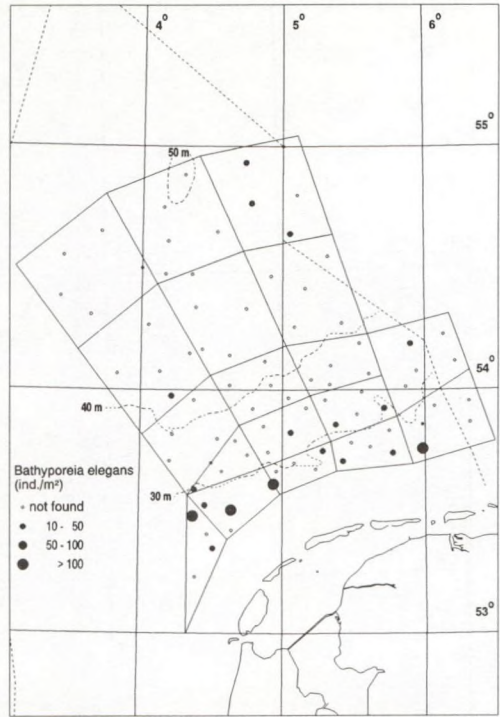 4°
5°
6°
55°
50 m.
54°
40 m
Bathyporeia elegans
(ind./m²)
not found
10 - 50
50 - 100
> 100
30 m
53°